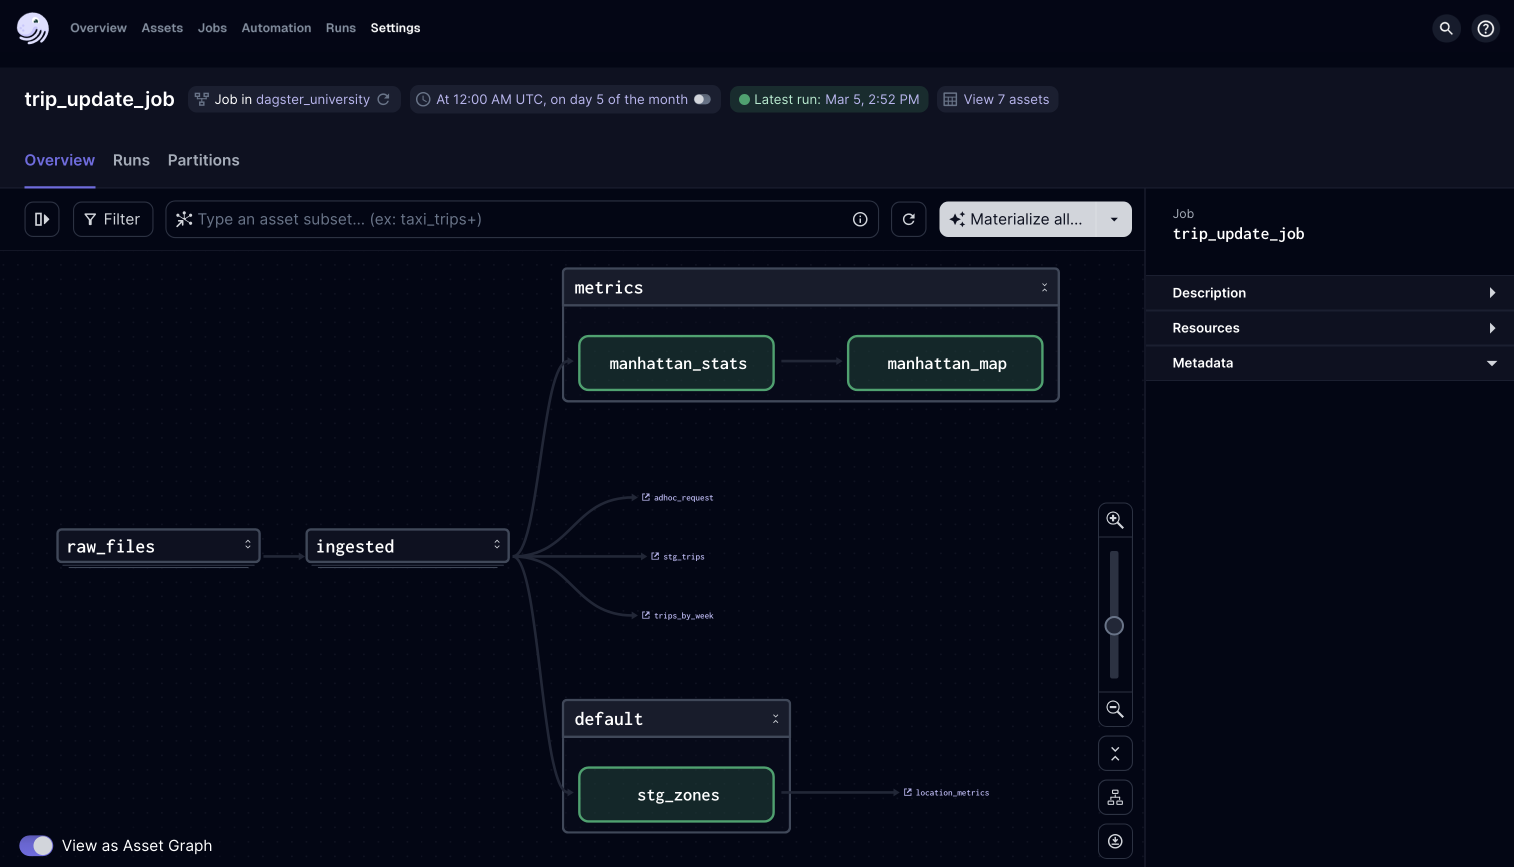 Overview Assets Jobs Automation Runs Settings
trip_update_job Job in dagster_university At 12:00 AM UTC, on day 5 of the month Latest run: Mar 5, 2:52 PM View 7 assets
Overview Runs Partitions
Filter Type an asset subset... (ex: taxi_trips+) Materialize all...
Job
trip_update_job
Description
Resources
Metadata
metrics
manhattan_stats manhattan_map
adhoc_request
raw_files ingested
stg_trips
trips_by_week
default
stg_zones location_metrics
View as Asset Graph